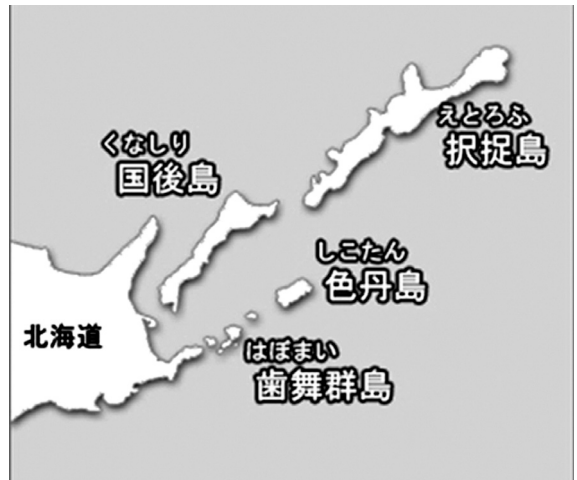 えとろふ
択捉島
くなしり
国後島
しこたん
色丹島
北海道
はぼまい
歯舞群島